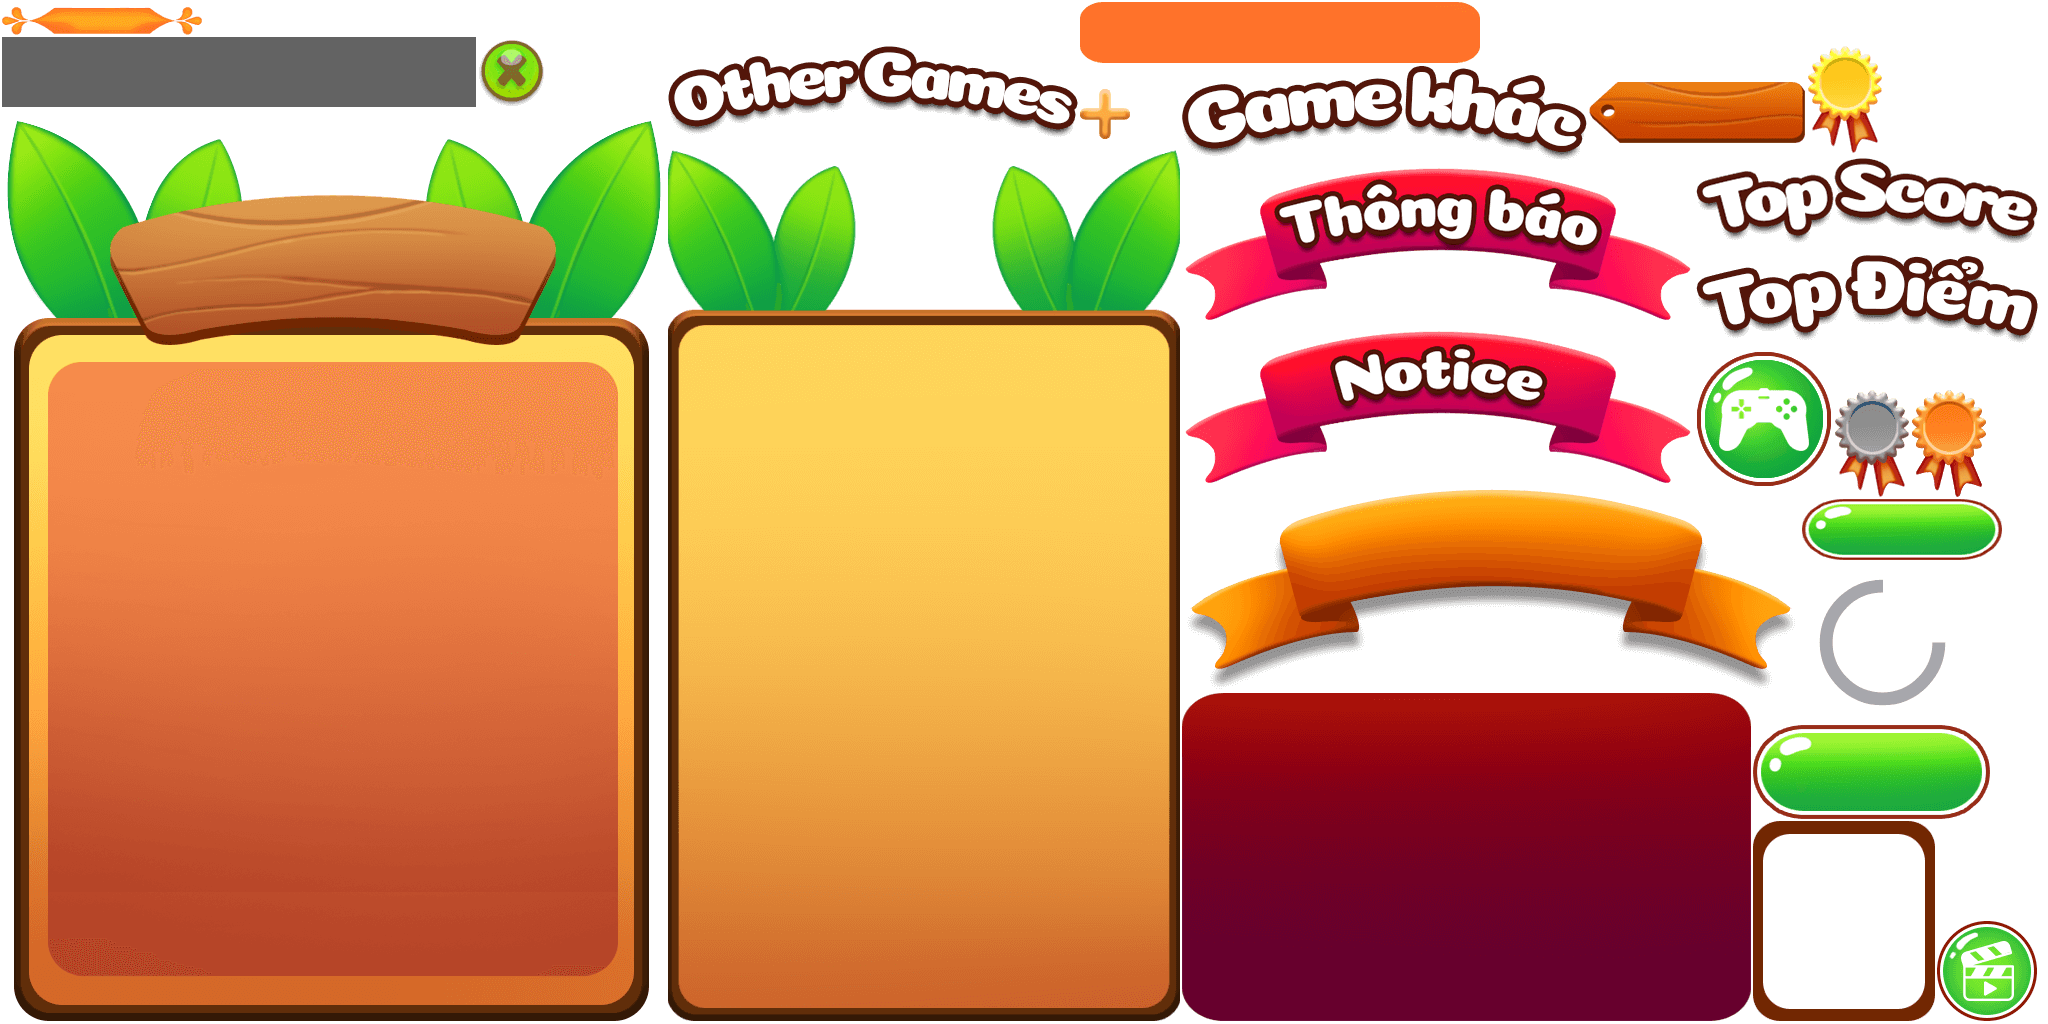 Other Games
Game khác
Thông báo
Top Score
Top Điểm
Notice